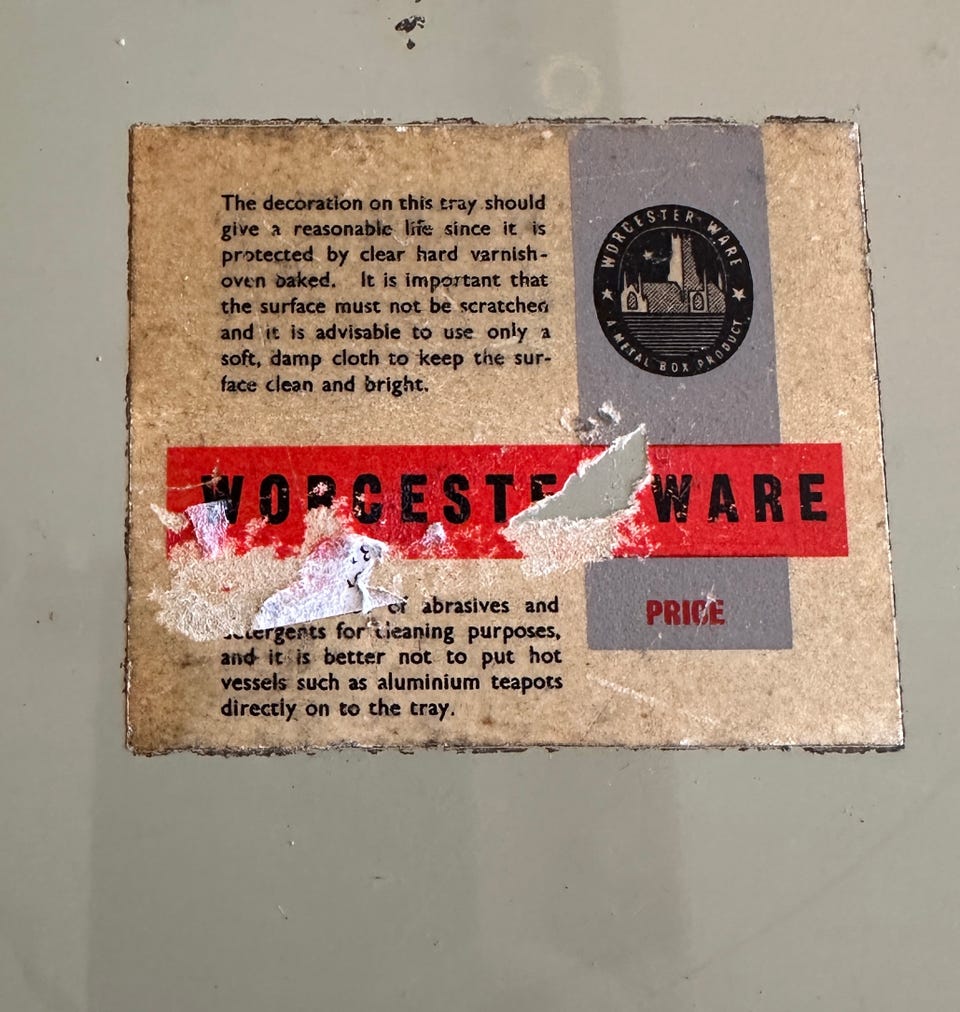 The decoration on this tray should
give a reasonable life since it is
protected by clear hard varnish-
oven baked. It is important that
the surface must not be scratched
and it is advisable to use only a
soft, damp cloth to keep the sur-
face clean and bright.
WORCESTER WARE
A METAL BOX PRODUCT.
WORCESTE WARE
of abrasives and
detergents for cleaning purposes,
and it is better not to put hot
vessels such as aluminium teapots
directly on to the tray.
PRICE